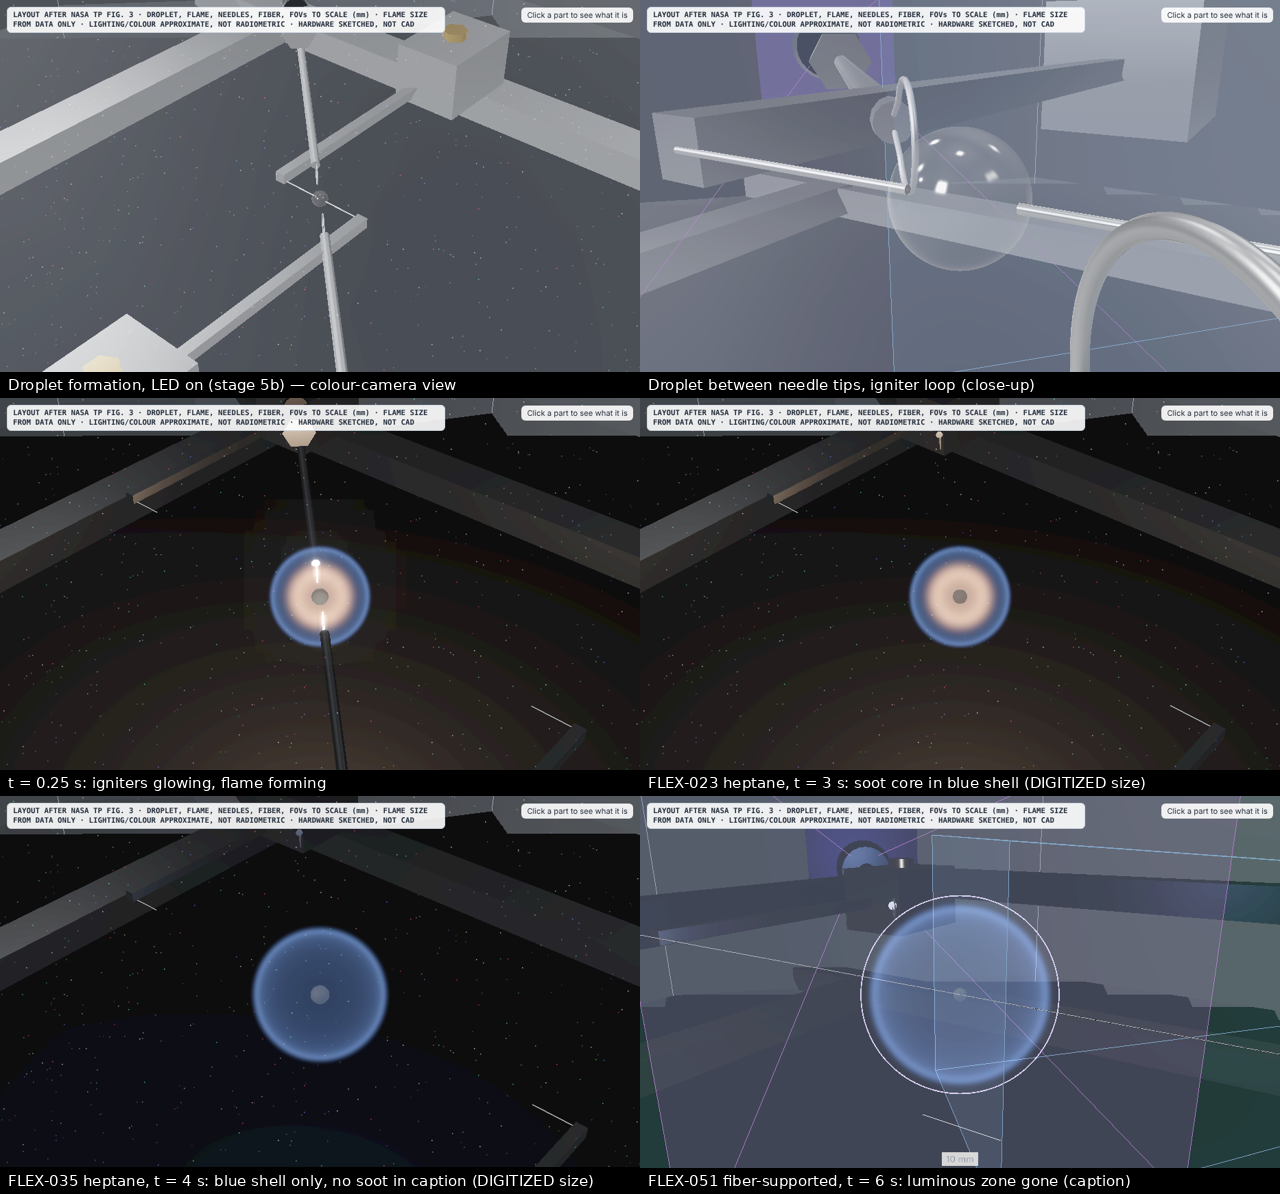 LAYOUT AFTER NASA TP FIG. 3 · DROPLET, FLAME, NEEDLES, FIBER, FOVs TO SCALE (mm) · FLAME SIZE
FROM DATA ONLY · LIGHTING/COLOUR APPROXIMATE, NOT RADIOMETRIC · HARDWARE SKETCHED, NOT CAD
Click a part to see what it is
Droplet formation, LED on (stage 5b) — colour-camera view
LAYOUT AFTER NASA TP FIG. 3 · DROPLET, FLAME, NEEDLES, FIBER, FOVs TO SCALE (mm) · FLAME SIZE
FROM DATA ONLY · LIGHTING/COLOUR APPROXIMATE, NOT RADIOMETRIC · HARDWARE SKETCHED, NOT CAD
Click a part to see what it is
Droplet between needle tips, igniter loop (close-up)
LAYOUT AFTER NASA TP FIG. 3 · DROPLET, FLAME, NEEDLES, FIBER, FOVs TO SCALE (mm) · FLAME SIZE
FROM DATA ONLY · LIGHTING/COLOUR APPROXIMATE, NOT RADIOMETRIC · HARDWARE SKETCHED, NOT CAD
Click a part to see what it is
t = 0.25 s: igniters glowing, flame forming
LAYOUT AFTER NASA TP FIG. 3 · DROPLET, FLAME, NEEDLES, FIBER, FOVs TO SCALE (mm) · FLAME SIZE
FROM DATA ONLY · LIGHTING/COLOUR APPROXIMATE, NOT RADIOMETRIC · HARDWARE SKETCHED, NOT CAD
Click a part to see what it is
FLEX-023 heptane, t = 3 s: soot core in blue shell (DIGITIZED size)
LAYOUT AFTER NASA TP FIG. 3 · DROPLET, FLAME, NEEDLES, FIBER, FOVs TO SCALE (mm) · FLAME SIZE
FROM DATA ONLY · LIGHTING/COLOUR APPROXIMATE, NOT RADIOMETRIC · HARDWARE SKETCHED, NOT CAD
Click a part to see what it is
FLEX-035 heptane, t = 4 s: blue shell only, no soot in caption (DIGITIZED size)
LAYOUT AFTER NASA TP FIG. 3 · DROPLET, FLAME, NEEDLES, FIBER, FOVs TO SCALE (mm) · FLAME SIZE
FROM DATA ONLY · LIGHTING/COLOUR APPROXIMATE, NOT RADIOMETRIC · HARDWARE SKETCHED, NOT CAD
Click a part to see what it is
10 mm
FLEX-051 fiber-supported, t = 6 s: luminous zone gone (caption)